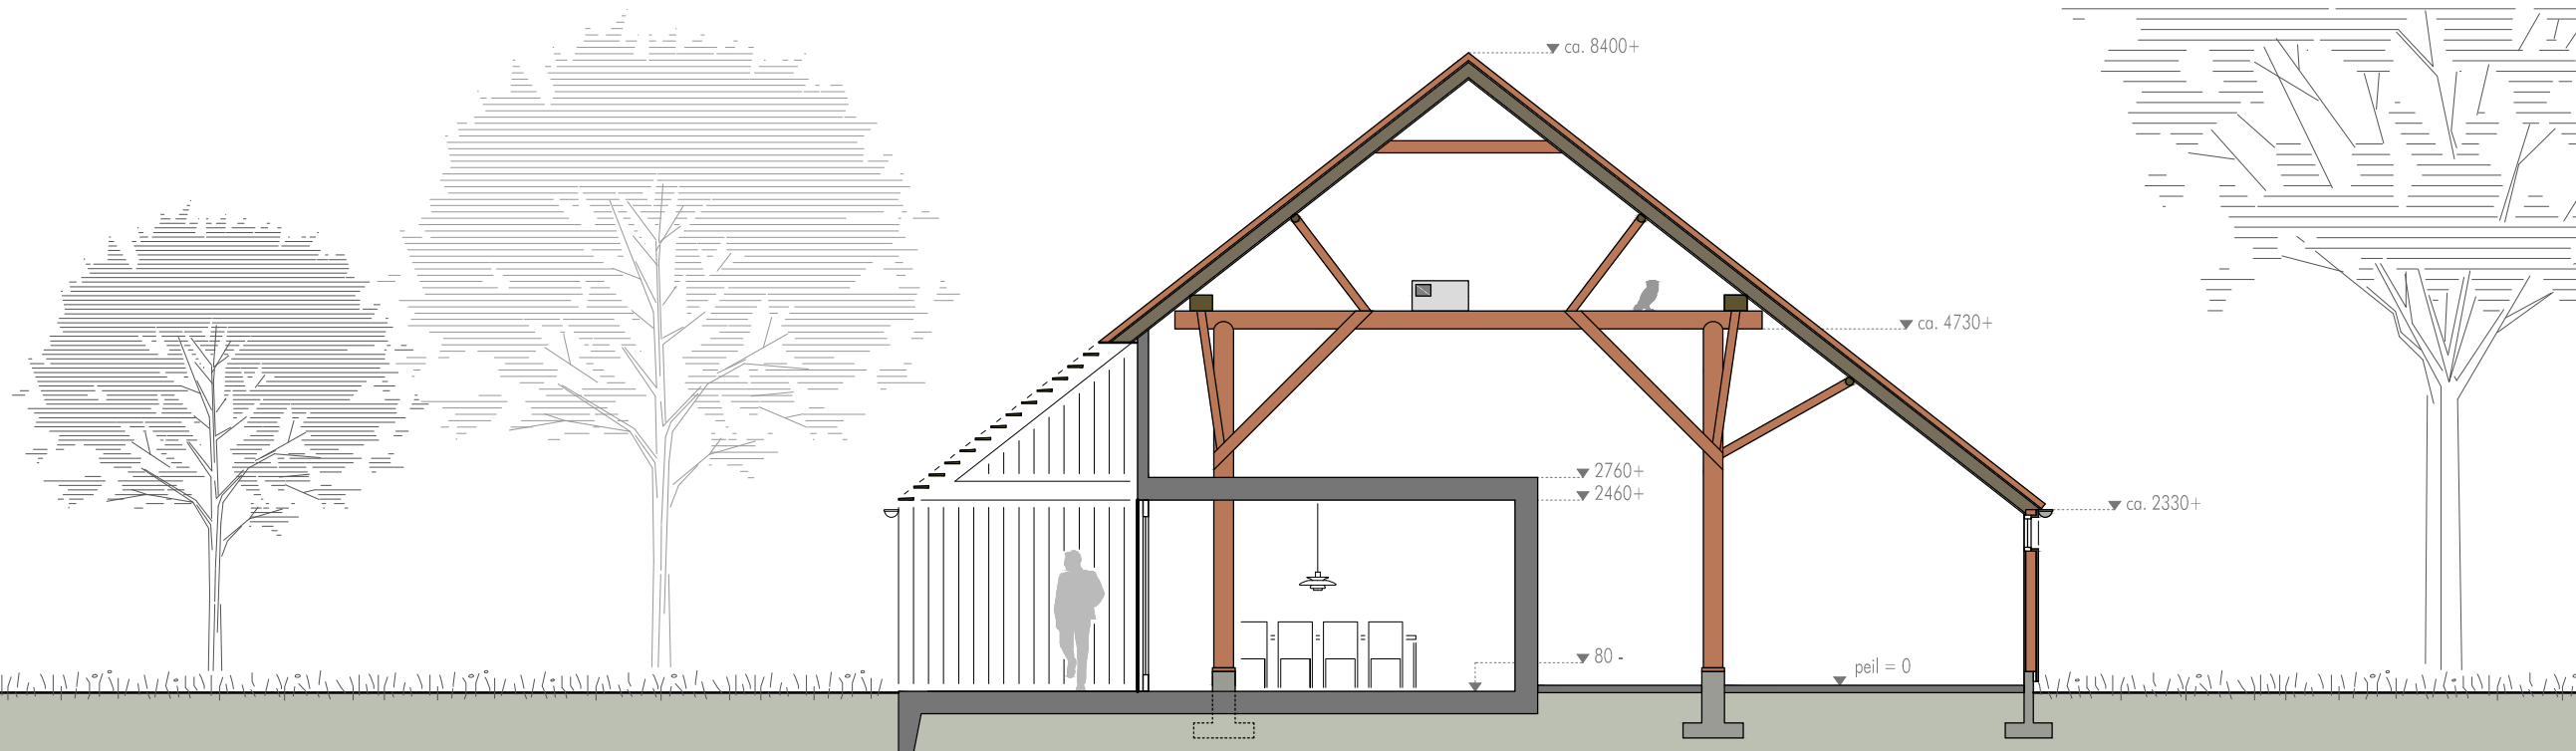 ca. 8400+
ca. 4730+
2760+
2460+
ca. 2330+
80 -
peil = 0